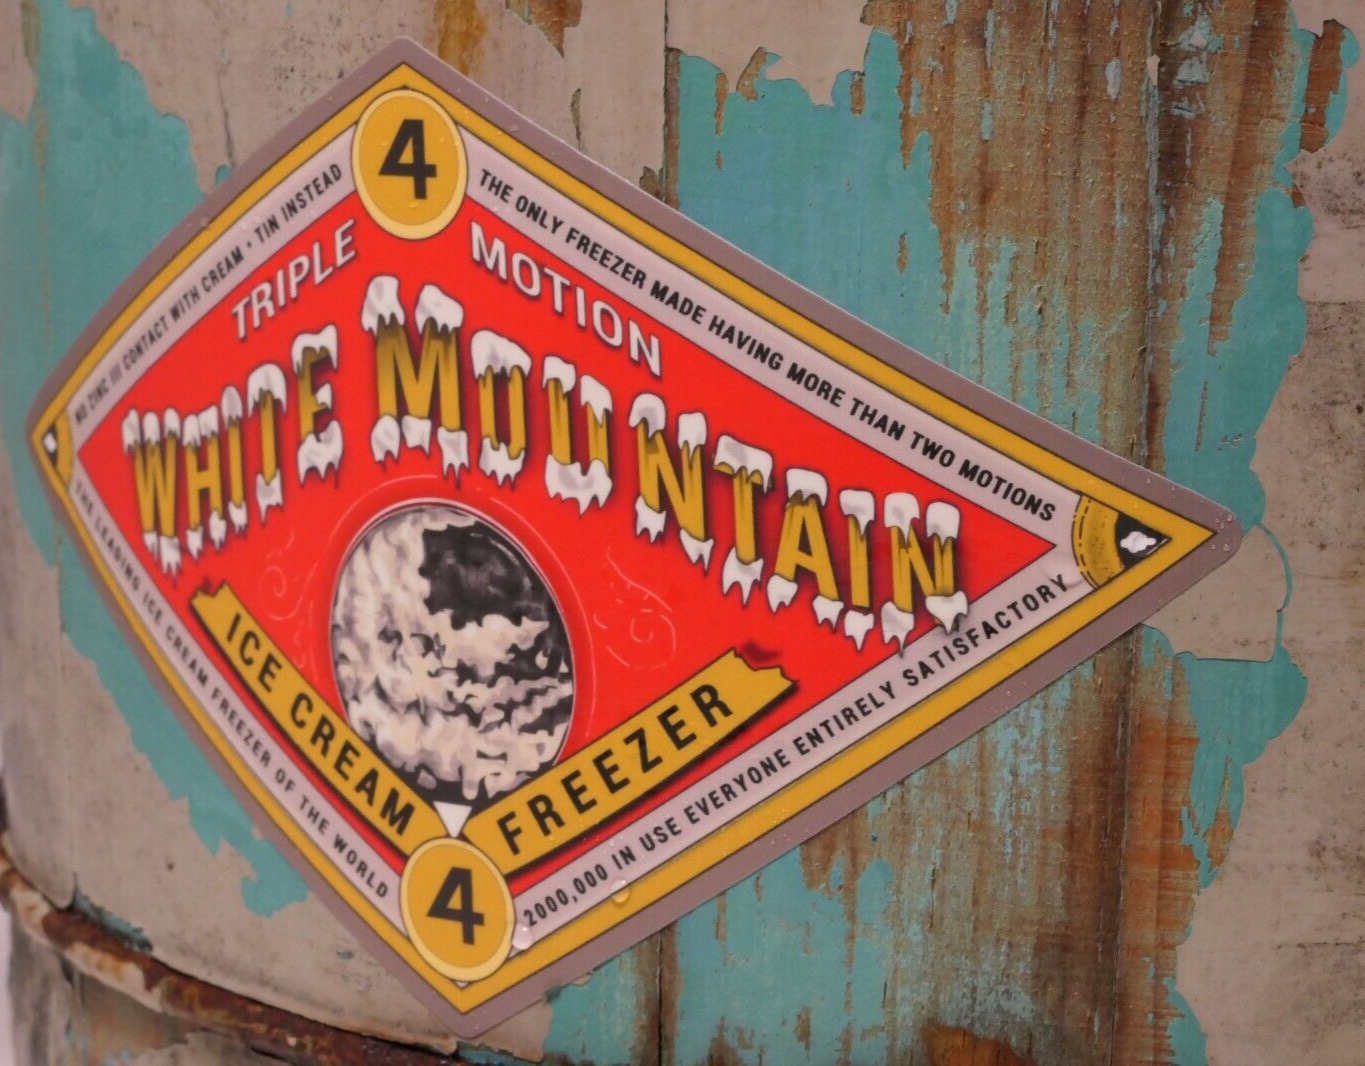 4
NO ZINC !!! CONTACT WITH CREAM • TIN INSTEAD
THE ONLY FREEZER MADE HAVING MORE THAN TWO MOTIONS
TRIPLE MOTION
WHITE MOUNTAIN
ICE CREAM FREEZER
THE LEADING ICE CREAM FREEZER OF THE WORLD
2000,000 IN USE EVERYONE ENTIRELY SATISFACTORY
4